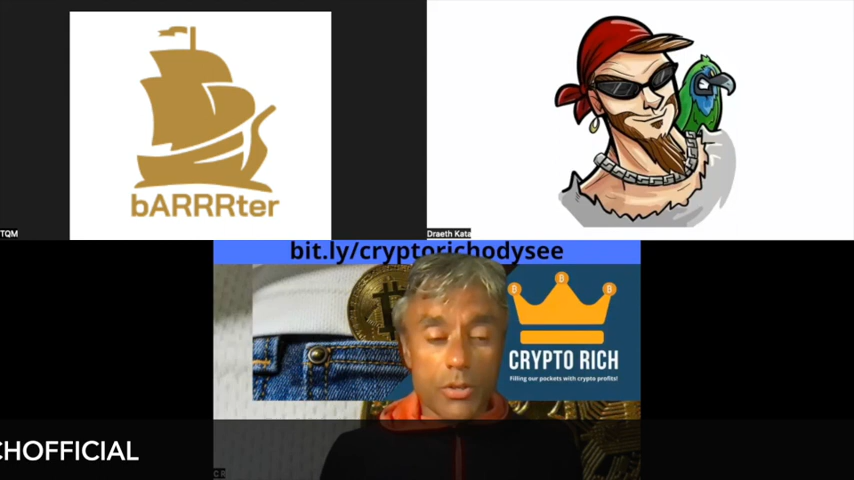 bARRRter
TQM
Draeth Kata
bit.ly/cryptorichodysee
CRYPTO RICH
Filling our pockets with crypto profits!
CHOFFICIAL